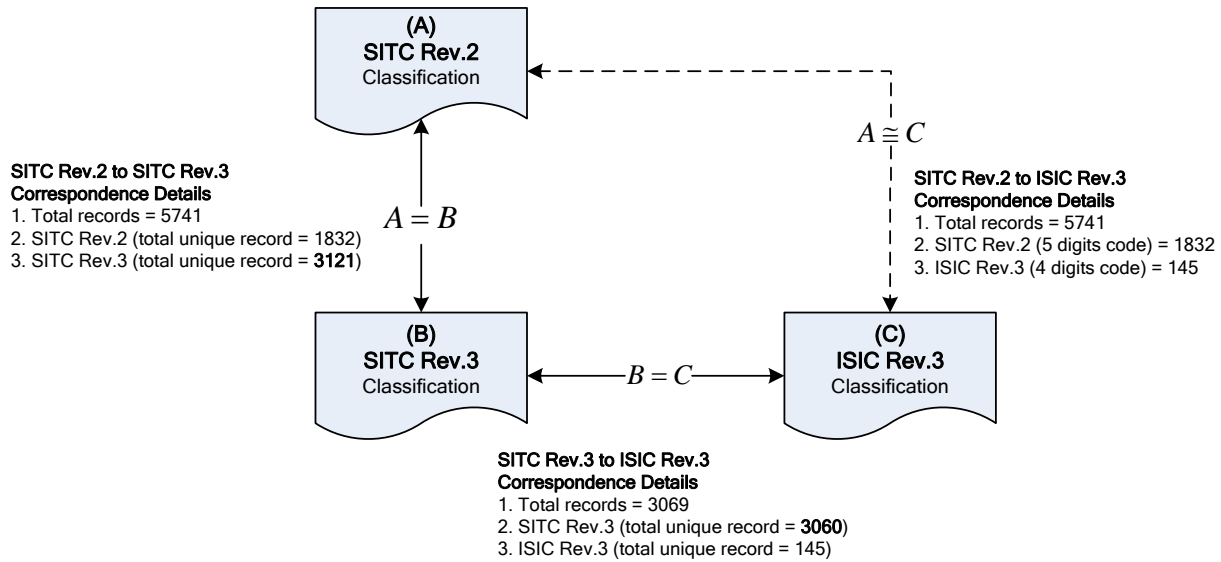 (A)
SITC Rev.2
Classification
A ≅ C
SITC Rev.2 to SITC Rev.3
Correspondence Details
1. Total records = 5741
2. SITC Rev.2 (total unique record = 1832)
3. SITC Rev.3 (total unique record = 3121)
A = B
SITC Rev.2 to ISIC Rev.3
Correspondence Details
1. Total records = 5741
2. SITC Rev.2 (5 digits code) = 1832
3. ISIC Rev.3 (4 digits code) = 145
(B)
SITC Rev.3
Classification
B = C
(C)
ISIC Rev.3
Classification
SITC Rev.3 to ISIC Rev.3
Correspondence Details
1. Total records = 3069
2. SITC Rev.3 (total unique record = 3060)
3. ISIC Rev.3 (total unique record = 145)